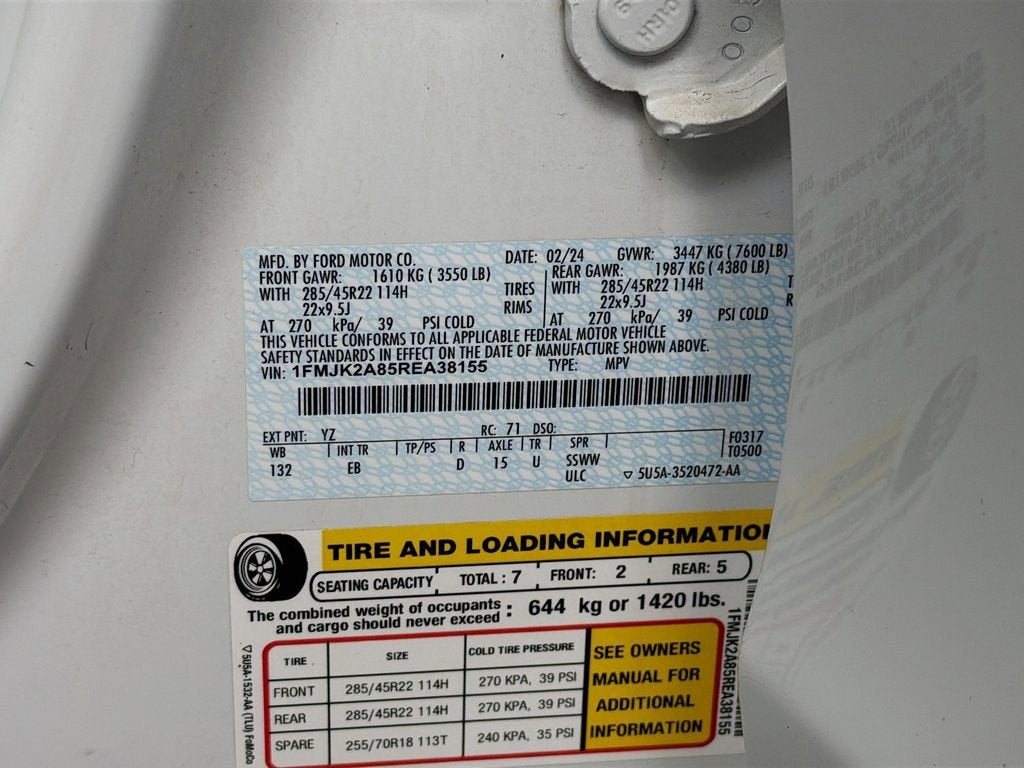 CRH
MFD. BY FORD MOTOR CO. DATE: 02/24 GVWR: 3447 KG ( 7600 LB)
FRONT GAWR: 1610 KG ( 3550 LB) REAR GAWR: 1987 KG ( 4380 LB)
WITH 285/45R22 114H TIRES WITH 285/45R22 114H
22x9.5J RIMS 22x9.5J
AT 270 kPa/ 39 PSI COLD AT 270 kPa/ 39 PSI COLD
THIS VEHICLE CONFORMS TO ALL APPLICABLE FEDERAL MOTOR VEHICLE
SAFETY STANDARDS IN EFFECT ON THE DATE OF MANUFACTURE SHOWN ABOVE.
VIN: 1FMJK2A85REA38155 TYPE: MPV
EXT PNT: YZ RC: 71 DSO: F0317
WB INT TR TP/PS R AXLE TR SPR T0500
132 EB D 15 U SSWW
ULC 5U5A-3520472-AA
TIRE AND LOADING INFORMATION
SEATING CAPACITY TOTAL : 7 FRONT: 2 REAR: 5
The combined weight of occupants
and cargo should never exceed : 644 kg or 1420 lbs.
TIRE SIZE COLD TIRE PRESSURE
FRONT 285/45R22 114H 270 KPA, 39 PSI
REAR 285/45R22 114H 270 KPA, 39 PSI
SPARE 255/70R18 113T 240 KPA, 35 PSI
SEE OWNERS
MANUAL FOR
ADDITIONAL
INFORMATION
5U5A-1532-AA (TLU) FoMoCo
1FMJK2A85REA38155